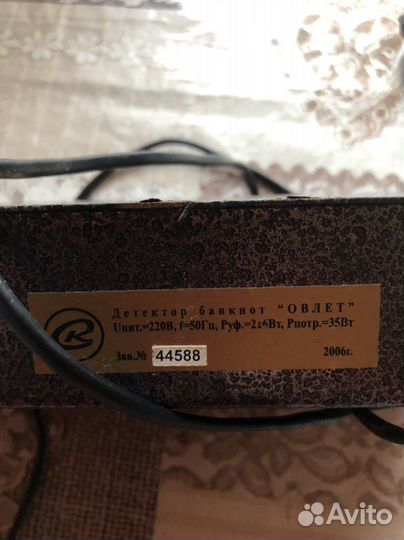 Детектор банкнот "ОВЛЕТ"
Uпит.=220В, f=50Гц, Руф.=2х6Вт, Рпотр.=35Вт
Зав.№ 44588 2006г.
Avito